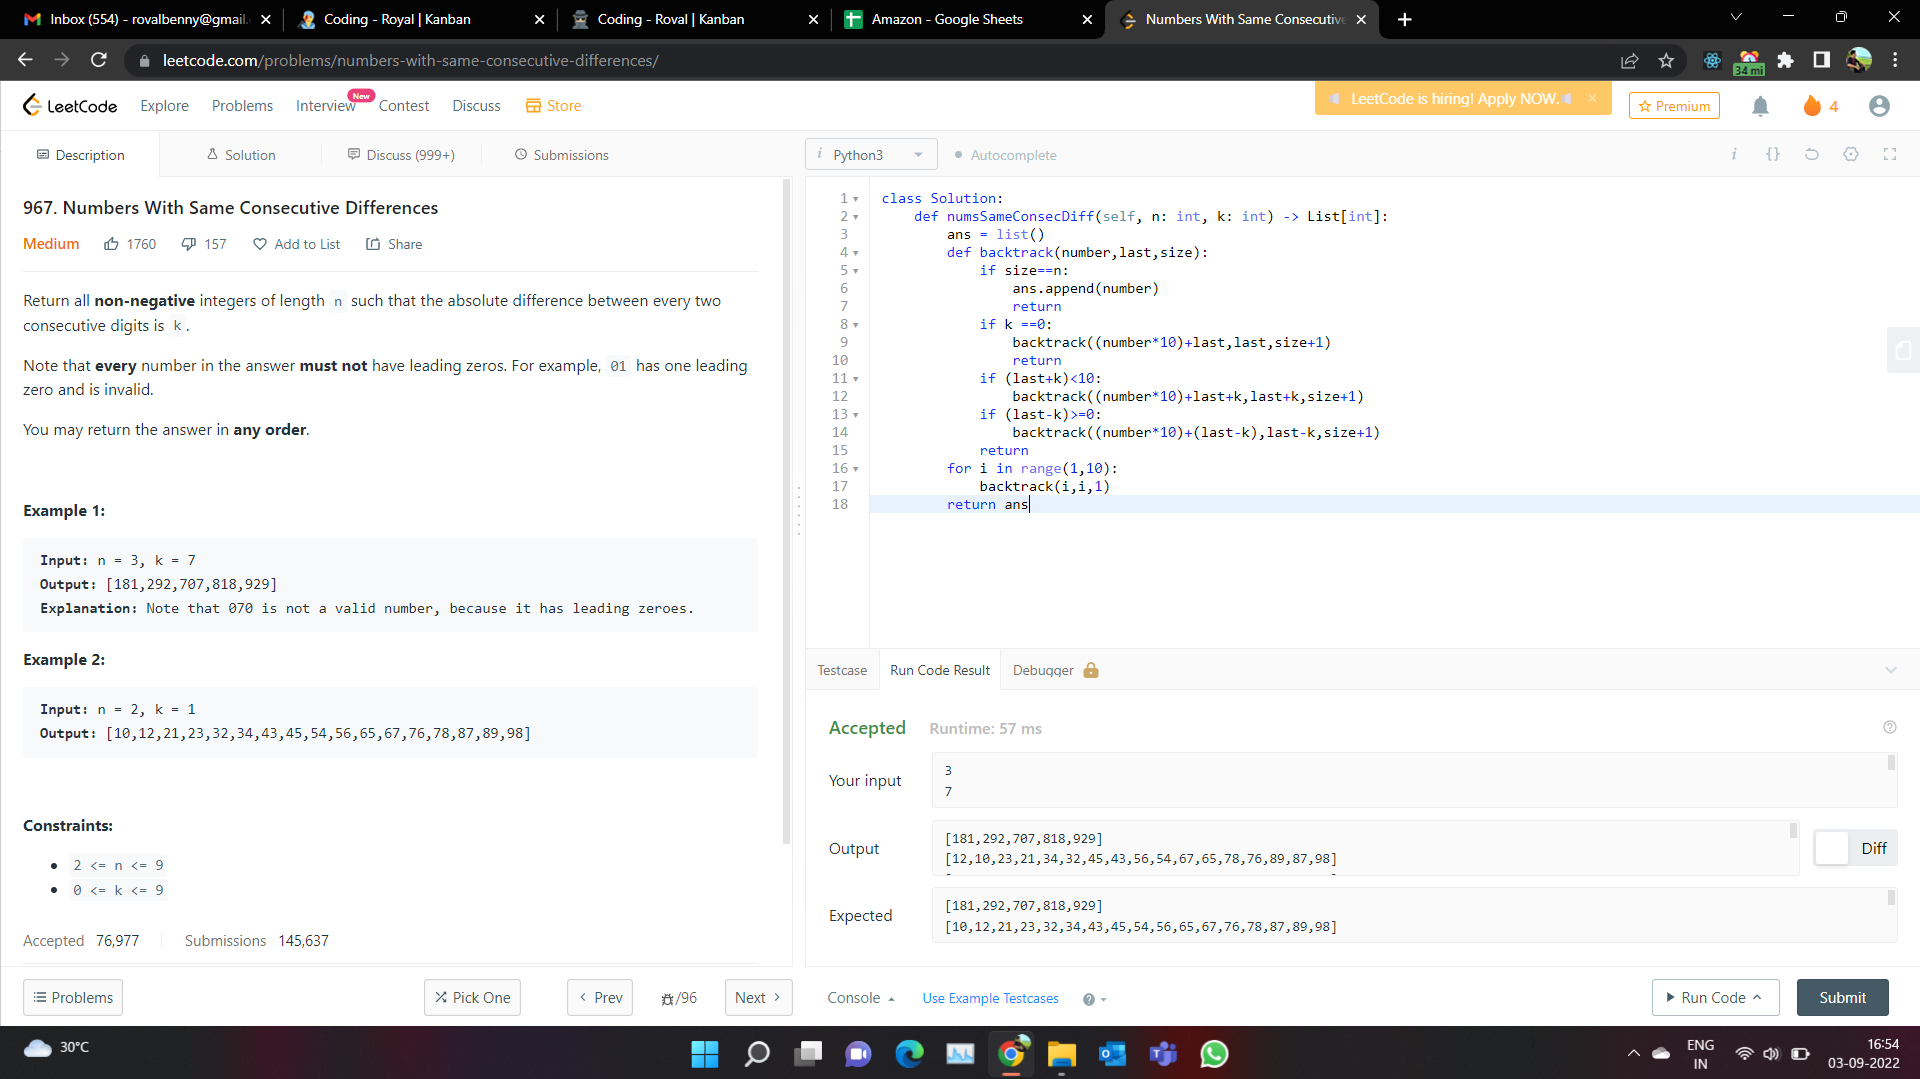 Inbox (554) - rovalbenny@gmail.
Coding - Royal | Kanban
Coding - Roval | Kanban
Amazon - Google Sheets
Numbers With Same Consecutive
leetcode.com/problems/numbers-with-same-consecutive-differences/
34 mi
LeetCode
Explore
Problems
Interview
New
Contest
Discuss
Store
LeetCode is hiring! Apply NOW.
Premium
4
Description
Solution
Discuss (999+)
Submissions
967. Numbers With Same Consecutive Differences
Medium
1760
157
Add to List
Share
Return all non-negative integers of length n such that the absolute difference between every two
consecutive digits is k.
Note that every number in the answer must not have leading zeros. For example, 01 has one leading
zero and is invalid.
You may return the answer in any order.
Example 1:
Input: n = 3, k = 7
Output: [181,292,707,818,929]
Explanation: Note that 070 is not a valid number, because it has leading zeroes.
Example 2:
Input: n = 2, k = 1
Output: [10,12,21,23,32,34,43,45,54,56,65,67,76,78,87,89,98]
Constraints:
2 <= n <= 9
0 <= k <= 9
Accepted 76,977
Submissions 145,637
Problems
Pick One
Prev
/96
Next
i Python3
Autocomplete
i {}
1 class Solution:
2 def numsSameConsecDiff(self, n: int, k: int) -> List[int]:
3 ans = list()
4 def backtrack(number,last,size):
5 if size==n:
6 ans.append(number)
7 return
8 if k ==0:
9 backtrack((number*10)+last,last,size+1)
10 return
11 if (last+k)<10:
12 backtrack((number*10)+last+k,last+k,size+1)
13 if (last-k)>=0:
14 backtrack((number*10)+(last-k),last-k,size+1)
15 return
16 for i in range(1,10):
17 backtrack(i,i,1)
18 return ans
Testcase
Run Code Result
Debugger
Accepted
Runtime: 57 ms
Your input
3
7
Output
[181,292,707,818,929]
[12,10,23,21,34,32,45,43,56,54,67,65,78,76,89,87,98]
Diff
Expected
[181,292,707,818,929]
[10,12,21,23,32,34,43,45,54,56,65,67,76,78,87,89,98]
Console
Use Example Testcases
Run Code
Submit
30°C
ENG
IN
16:54
03-09-2022